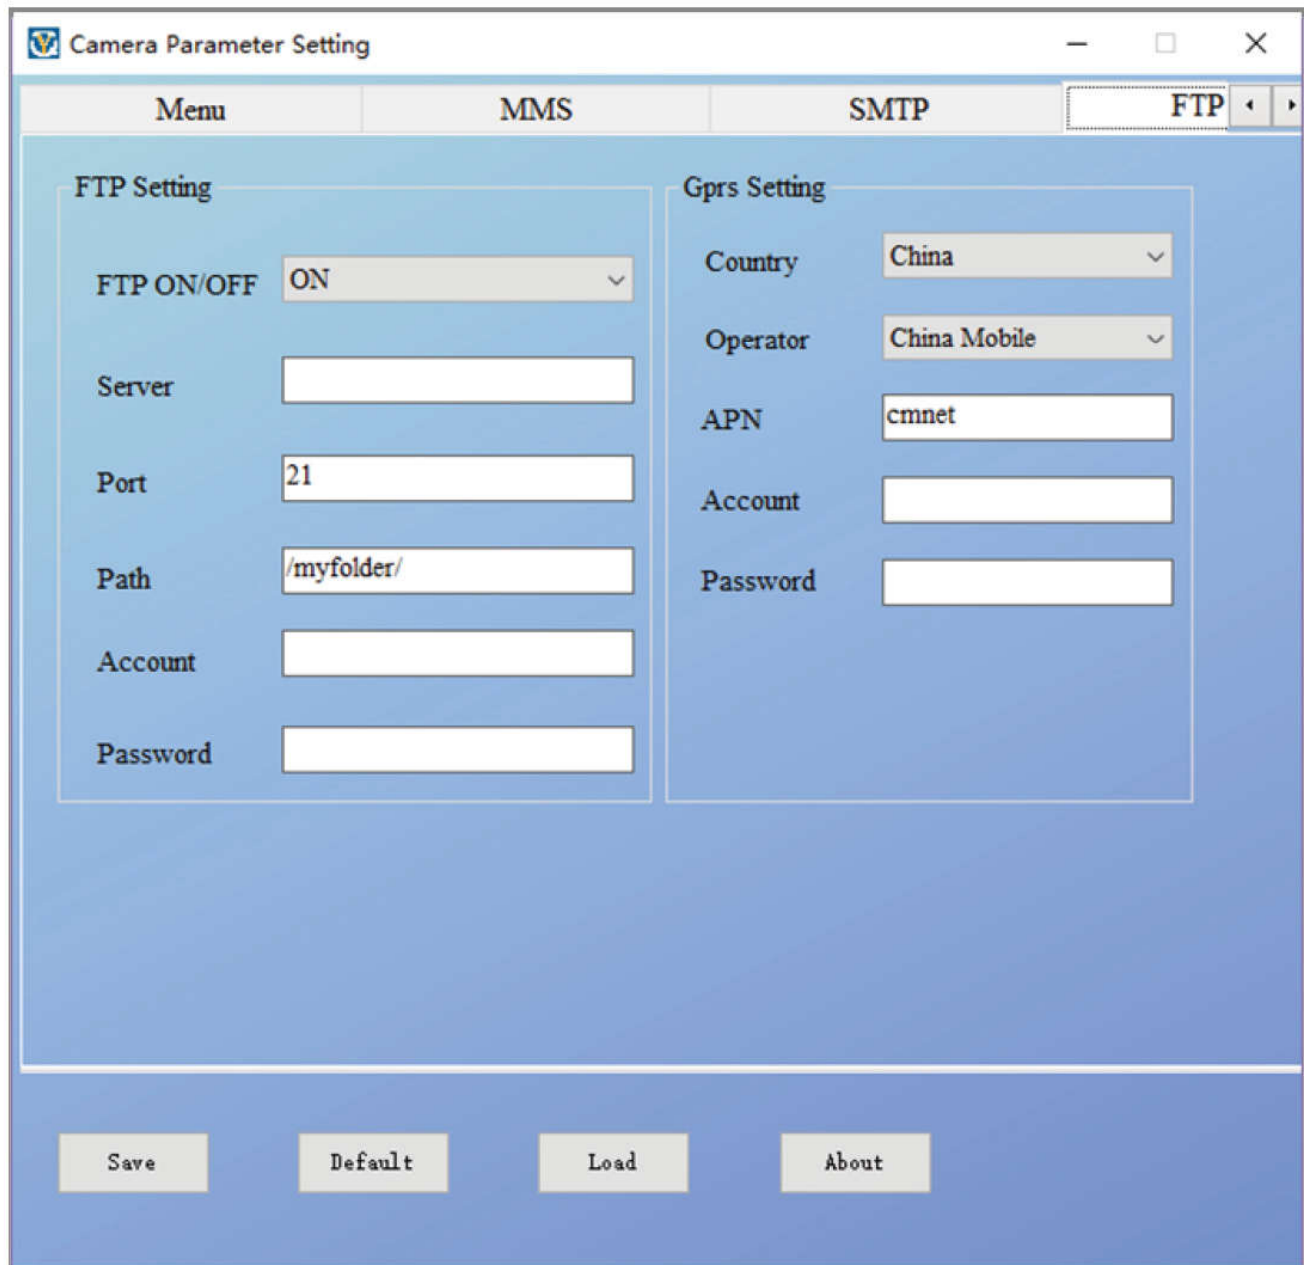 Camera Parameter Setting
Menu MMS SMTP FTP
FTP Setting
FTP ON/OFF ON
Server
Port 21
Path /myfolder/
Account
Password
Gprs Setting
Country China
Operator China Mobile
APN cmnet
Account
Password
Save Default Load About